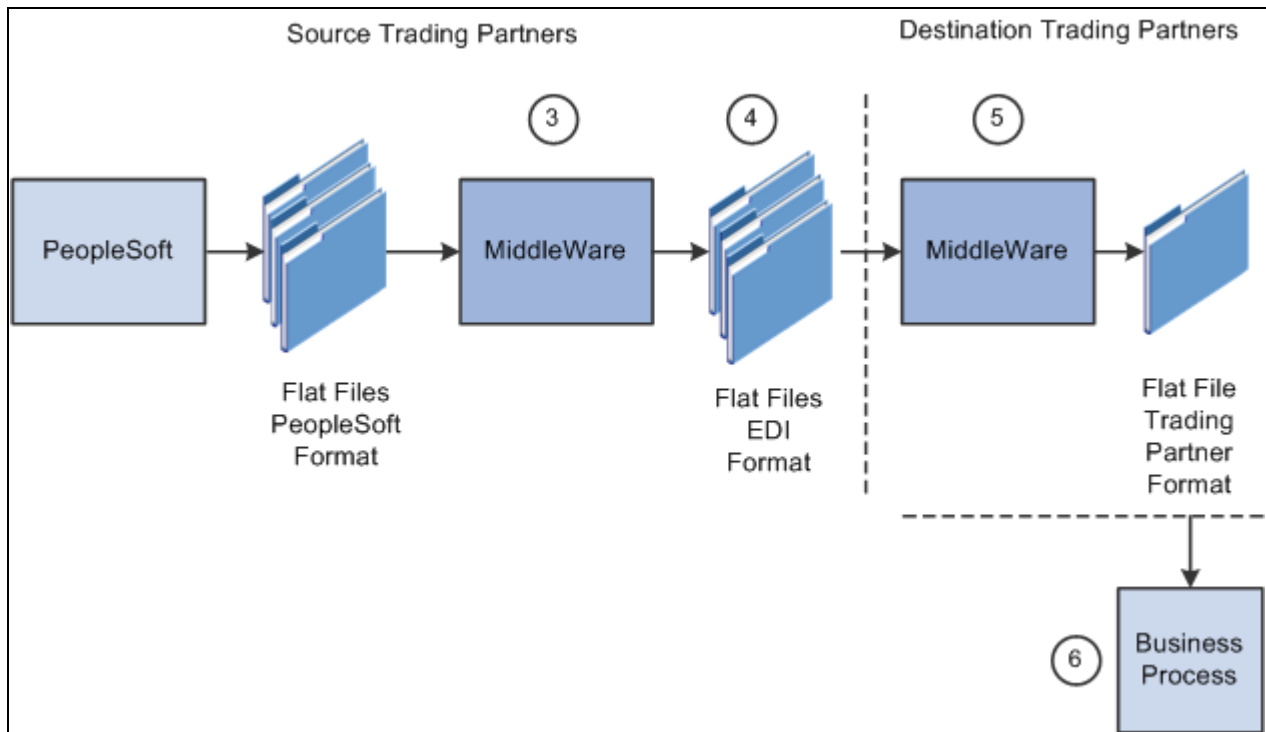 Source Trading Partners
Destination Trading Partners
3
4
5
PeopleSoft
MiddleWare
MiddleWare
Flat Files
PeopleSoft
Format
Flat Files
EDI
Format
Flat File
Trading
Partner
Format
6
Business
Process